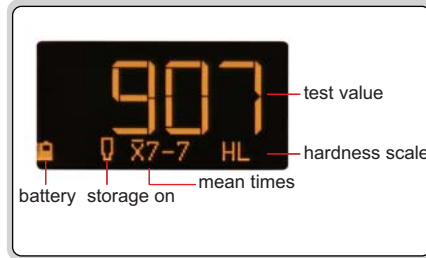 907
test value
X̄7-7 HL
hardness scale
mean times
battery storage on